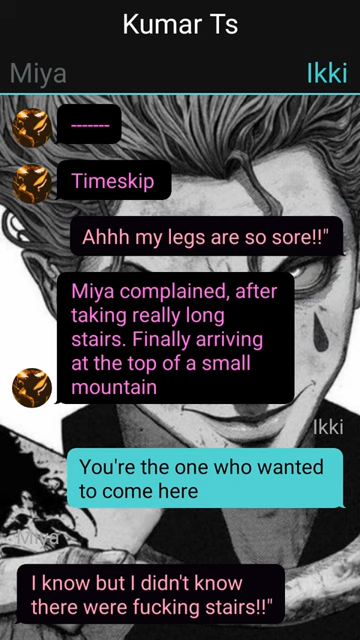 Kumar Ts
Miya
Ikki
-------
Timeskip
Ahhh my legs are so sore!!"
Miya complained, after
taking really long
stairs. Finally arriving
at the top of a small
mountain
Ikki
You're the one who wanted
to come here
Miya
I know but I didn't know
there were fucking stairs!!"